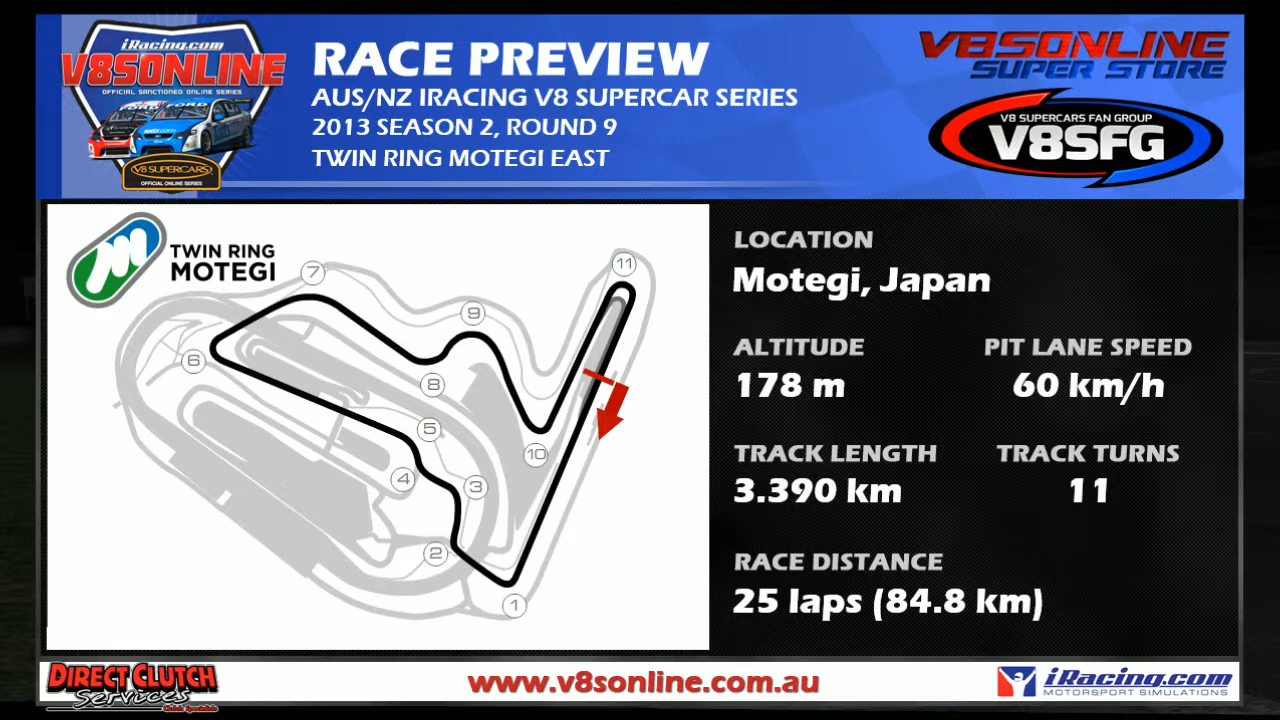 iRacing.com
V8SONLINE
OFFICIAL SANCTIONED ONLINE SERIES
V8 SUPERCARS
OFFICIAL ONLINE SERIES
RACE PREVIEW
AUS/NZ IRACING V8 SUPERCAR SERIES
2013 SEASON 2, ROUND 9
TWIN RING MOTEGI EAST
V8SONLINE
SUPER STORE
V8 SUPERCARS FAN GROUP
V8SFG
TWIN RING
MOTEGI
7
11
9
6
8
5
10
4
3
2
1
LOCATION
Motegi, Japan
ALTITUDE
178 m
PIT LANE SPEED
60 km/h
TRACK LENGTH
3.390 km
TRACK TURNS
11
RACE DISTANCE
25 laps (84.8 km)
DIRECT CLUTCH
Services
Clutch Specialists
www.v8sonline.com.au
iRacing.com
MOTORSPORT SIMULATIONS